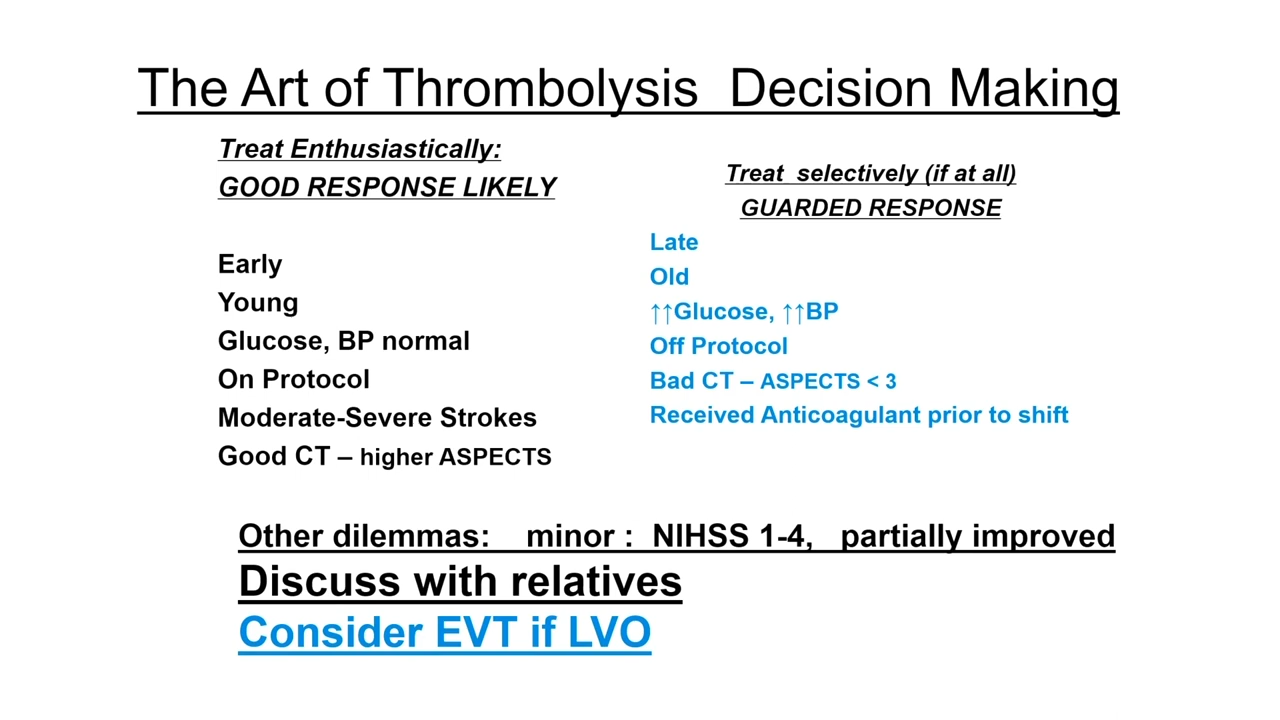 The Art of Thrombolysis  Decision Making
Treat Enthusiastically:
GOOD RESPONSE LIKELY
Early
Young
Glucose, BP normal
On Protocol
Moderate-Severe Strokes
Good CT – higher ASPECTS
Treat  selectively (if at all)
GUARDED RESPONSE
Late
Old
↑↑Glucose, ↑↑BP
Off Protocol
Bad CT – ASPECTS < 3
Received Anticoagulant prior to shift
Other dilemmas:    minor :  NIHSS 1-4,   partially improved
Discuss with relatives
Consider EVT if LVO